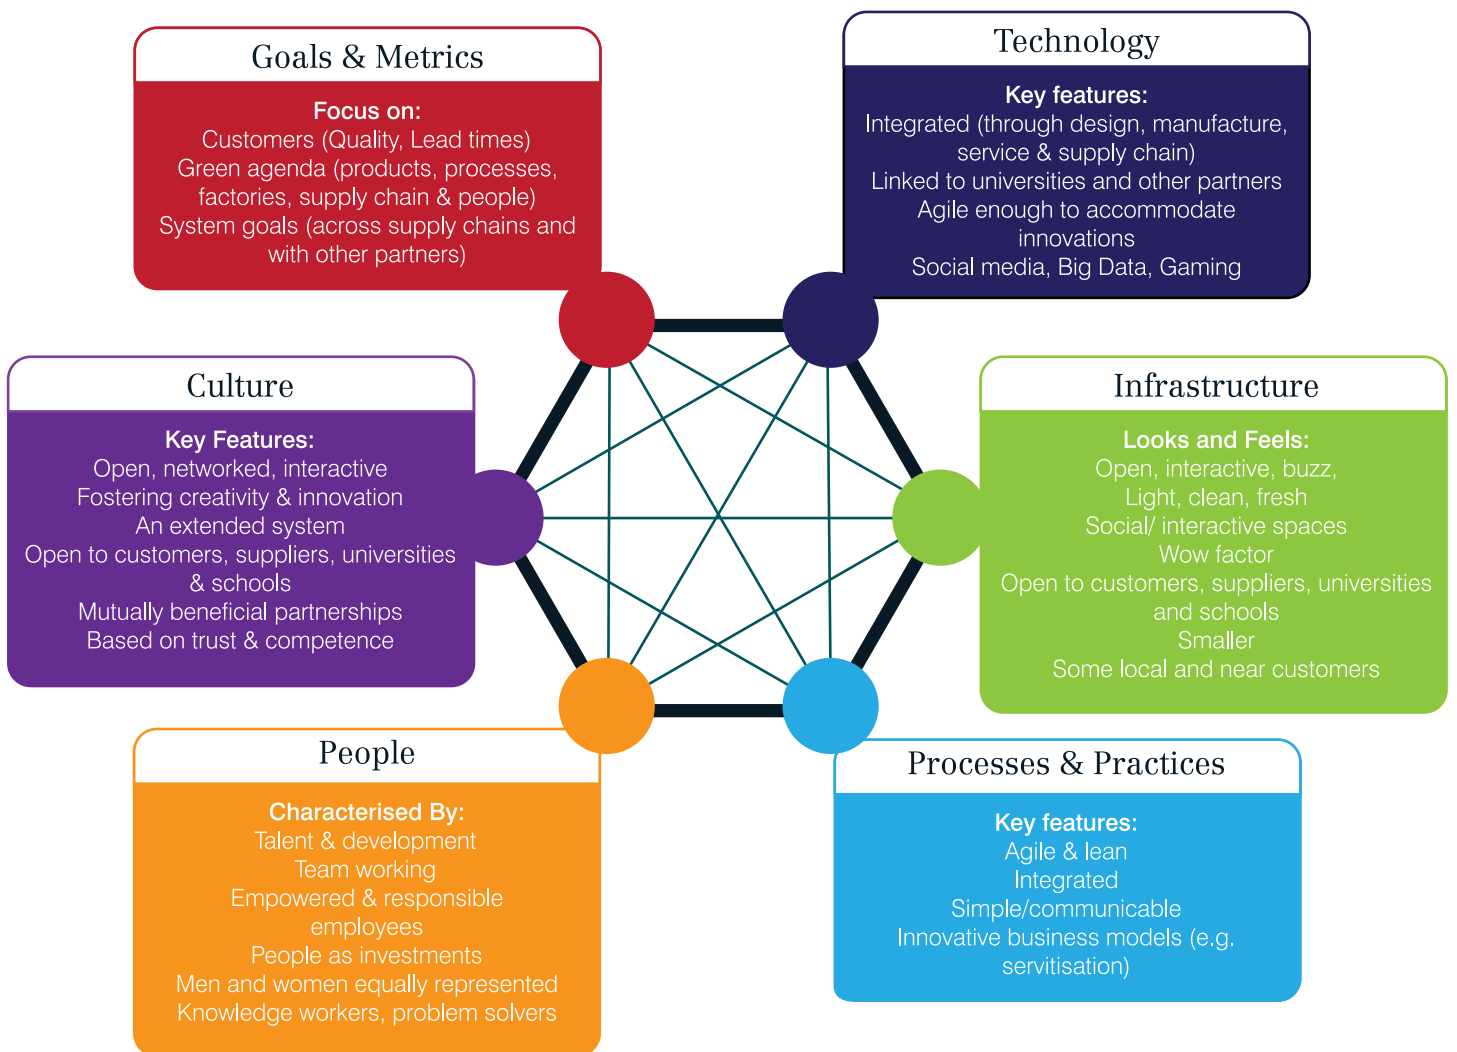 Goals & Metrics
Focus on:
Customers (Quality, Lead times)
Green agenda (products, processes,
factories, supply chain & people)
System goals (across supply chains and
with other partners)
Technology
Key features:
Integrated (through design, manufacture,
service & supply chain)
Linked to universities and other partners
Agile enough to accommodate
innovations
Social media, Big Data, Gaming
Culture
Key Features:
Open, networked, interactive
Fostering creativity & innovation
An extended system
Open to customers, suppliers, universities
& schools
Mutually beneficial partnerships
Based on trust & competence
Infrastructure
Looks and Feels:
Open, interactive, buzz,
Light, clean, fresh
Social/ interactive spaces
Wow factor
Open to customers, suppliers, universities
and schools
Smaller
Some local and near customers
People
Characterised By:
Talent & development
Team working
Empowered & responsible
employees
People as investments
Men and women equally represented
Knowledge workers, problem solvers
Processes & Practices
Key features:
Agile & lean
Integrated
Simple/communicable
Innovative business models (e.g.
servitisation)